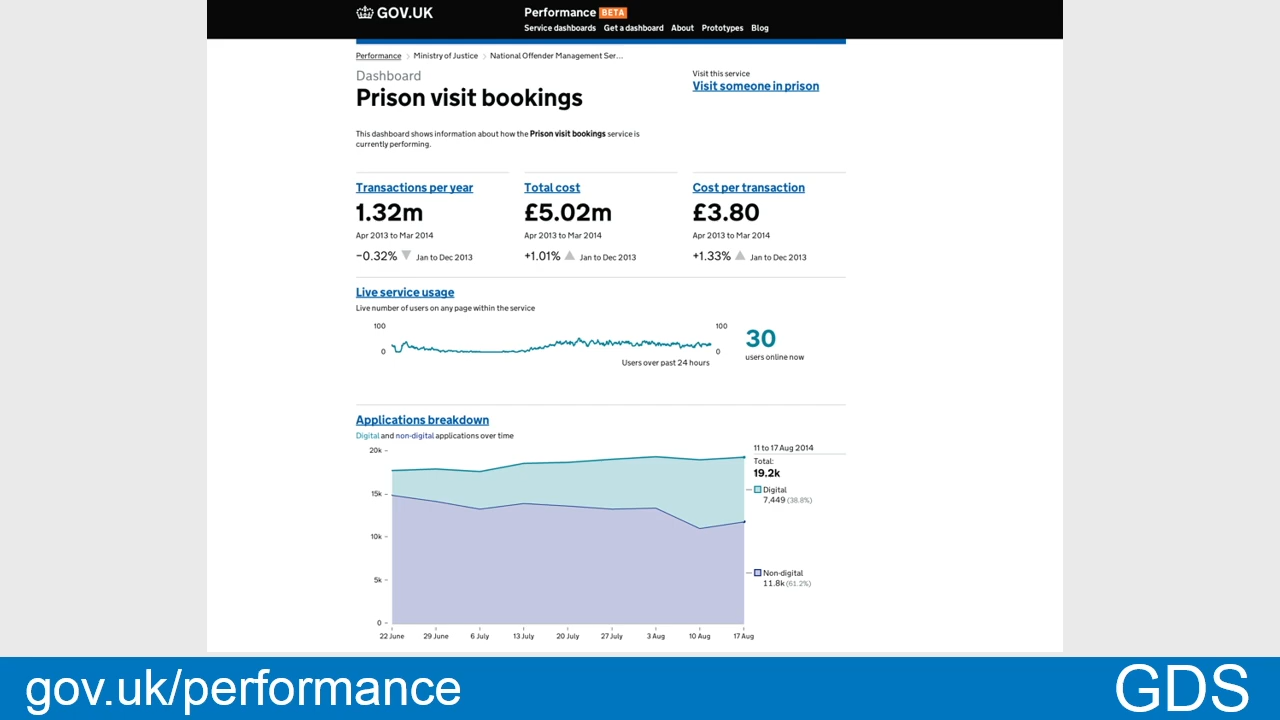 GOV.UK
Performance BETA
Service dashboards Get a dashboard About Prototypes Blog
Performance > Ministry of Justice > National Offender Management Ser...
Dashboard
Prison visit bookings
Visit this service
Visit someone in prison
This dashboard shows information about how the Prison visit bookings service is
currently performing.
Transactions per year
1.32m
Apr 2013 to Mar 2014
−0.32% ▼ Jan to Dec 2013
Total cost
£5.02m
Apr 2013 to Mar 2014
+1.01% ▲ Jan to Dec 2013
Cost per transaction
£3.80
Apr 2013 to Mar 2014
+1.33% ▲ Jan to Dec 2013
Live service usage
Live number of users on any page within the service
100
0
100
0
Users over past 24 hours
30
users online now
Applications breakdown
Digital and non-digital applications over time
20k
15k
10k
5k
0
22 June 29 June 6 July 13 July 20 July 27 July 3 Aug 10 Aug 17 Aug
11 to 17 Aug 2014
Total:
19.2k
Digital
7,449 (38.8%)
Non-digital
11.8k (61.2%)
gov.uk/performance
GDS